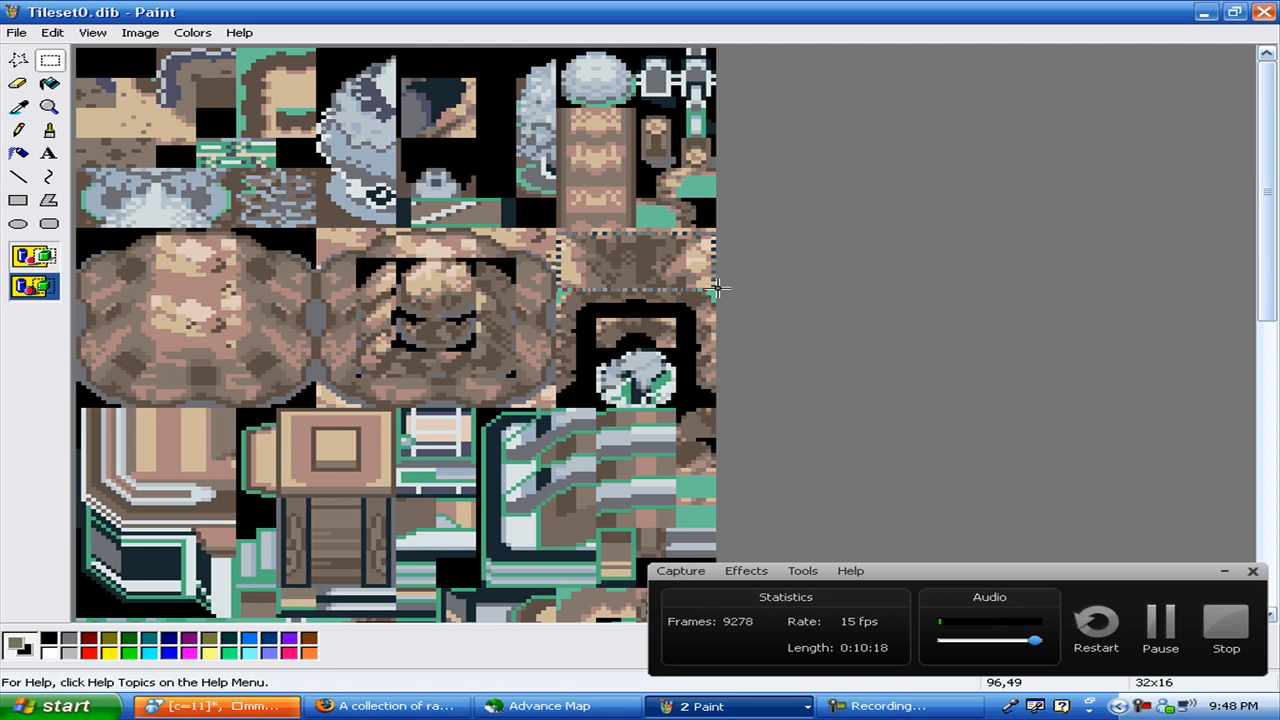 Tileset0.dib - Paint
File Edit View Image Colors Help
A
Capture Effects Tools Help
Statistics Audio
Frames: 9278 Rate: 15 fps
Length: 0:10:18
Restart Pause Stop
For Help, click Help Topics on the Help Menu.
96,49 32x16
start [c=11]*, Omm... A collection of ra... Advance Map 2 Paint Recording... 9:48 PM